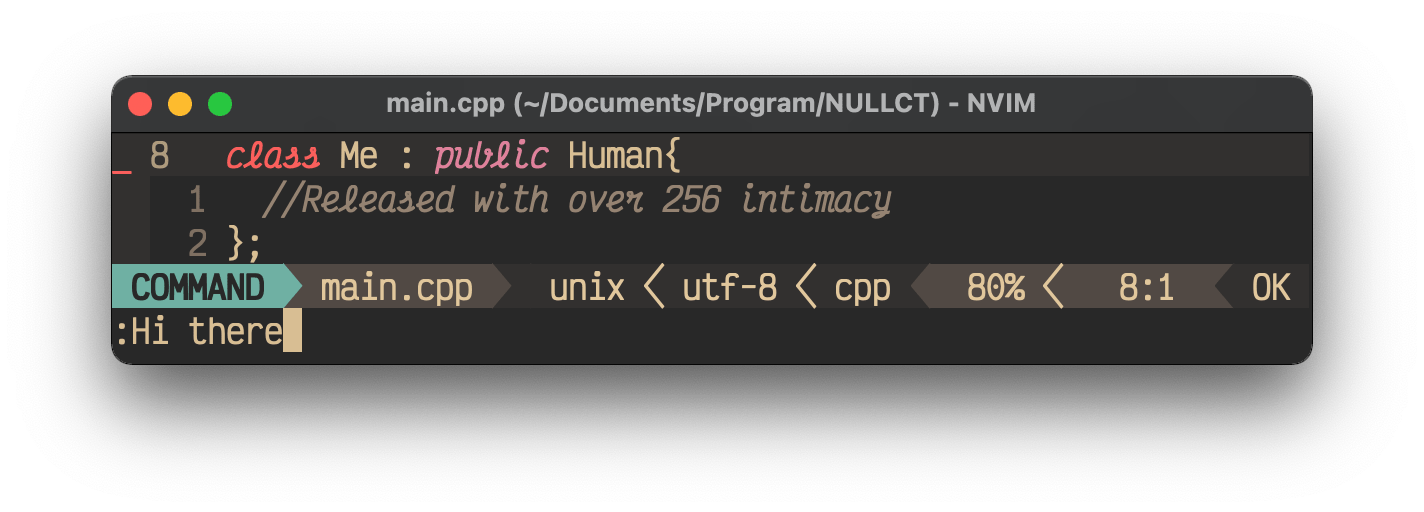 main.cpp (~/Documents/Program/NULLCT) - NVIM
_ 8 class Me : public Human{
1 //Released with over 256 intimacy
2 };
COMMAND main.cpp unix utf-8 cpp 80% 8:1 OK
:Hi there